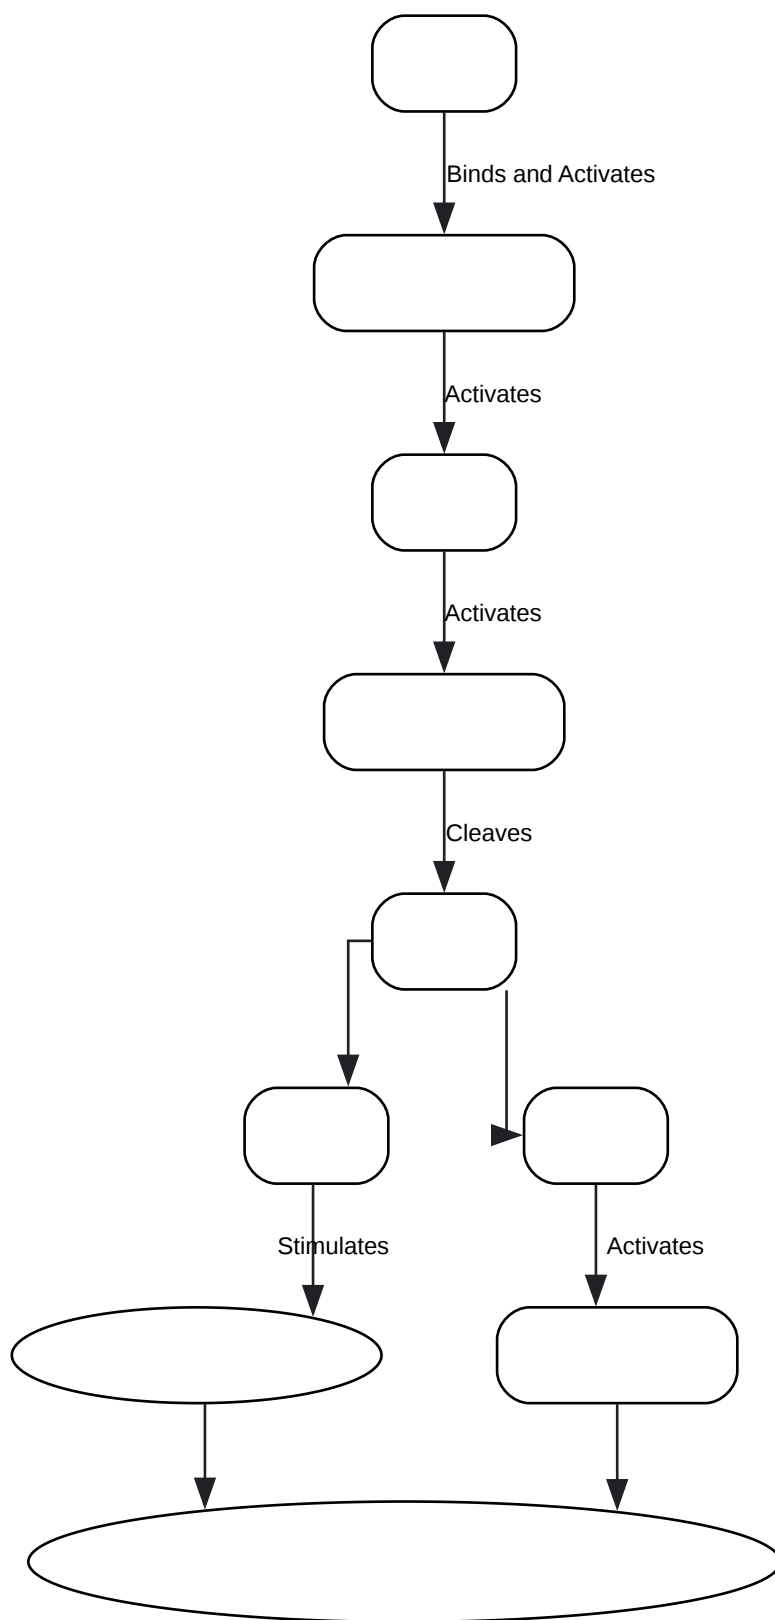 Binds and Activates
Activates
Activates
Cleaves
Stimulates
Activates